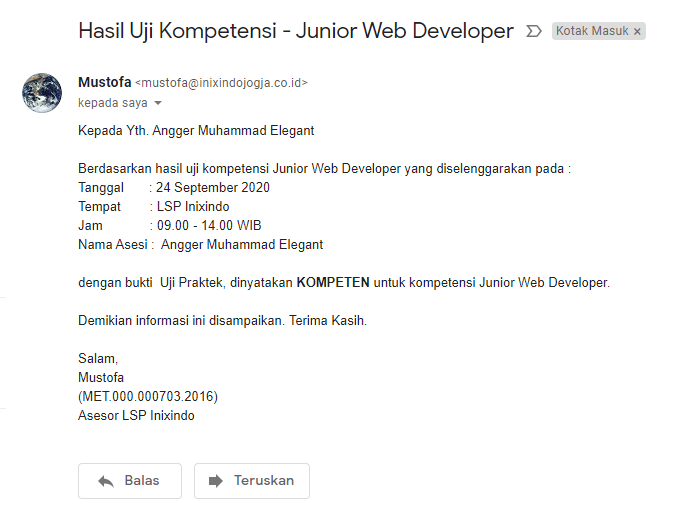 Hasil Uji Kompetensi - Junior Web Developer Kotak Masuk ×
Mustofa <mustofa@inixindojogja.co.id>
kepada saya
Kepada Yth. Angger Muhammad Elegant
Berdasarkan hasil uji kompetensi Junior Web Developer yang diselenggarakan pada :
Tanggal : 24 September 2020
Tempat : LSP Inixindo
Jam : 09.00 - 14.00 WIB
Nama Asesi : Angger Muhammad Elegant
dengan bukti Uji Praktek, dinyatakan KOMPETEN untuk kompetensi Junior Web Developer.
Demikian informasi ini disampaikan. Terima Kasih.
Salam,
Mustofa
(MET.000.000703.2016)
Asesor LSP Inixindo
Balas Teruskan